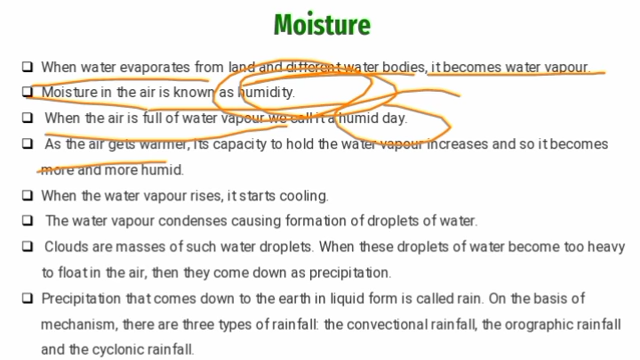 Moisture
❑ When water evaporates from land and different water bodies, it becomes water vapour.
❑ Moisture in the air is known as humidity.
❑ When the air is full of water vapour we call it a humid day.
❑ As the air gets warmer, its capacity to hold the water vapour increases and so it becomes
more and more humid.
❑ When the water vapour rises, it starts cooling.
❑ The water vapour condenses causing formation of droplets of water.
❑ Clouds are masses of such water droplets. When these droplets of water become too heavy
to float in the air, then they come down as precipitation.
❑ Precipitation that comes down to the earth in liquid form is called rain. On the basis of
mechanism, there are three types of rainfall: the convectional rainfall, the orographic rainfall
and the cyclonic rainfall.